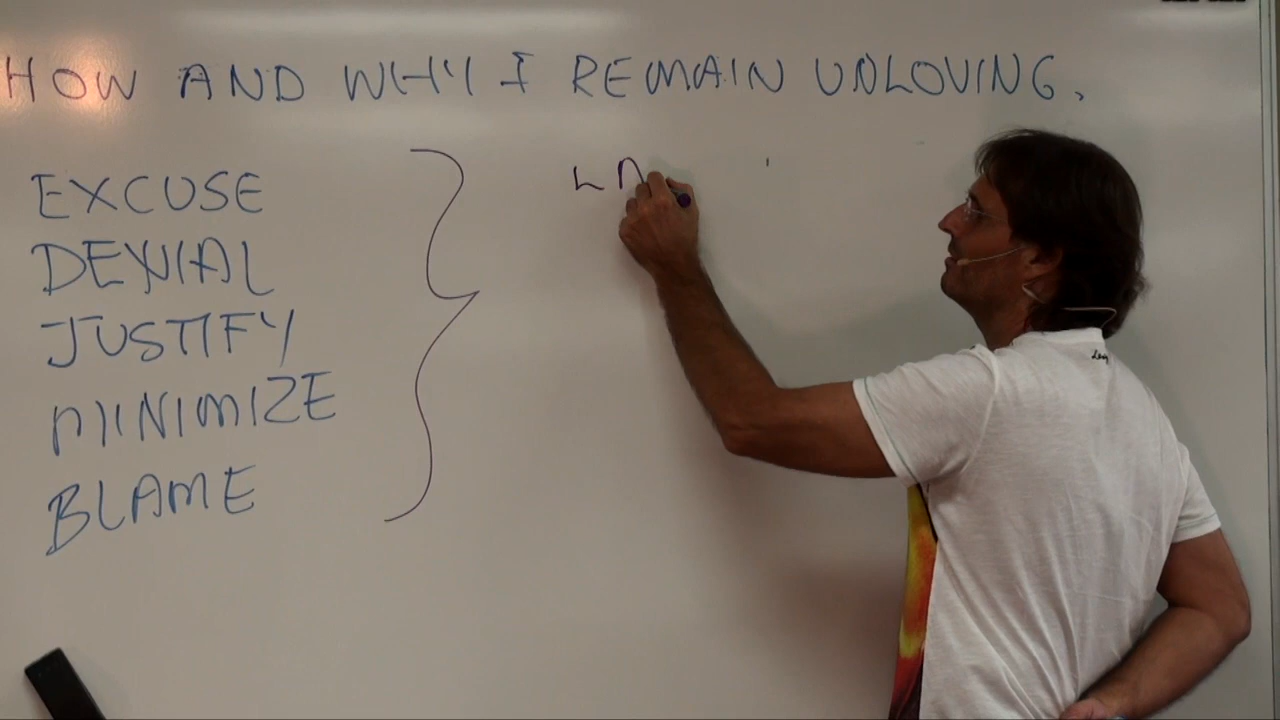 HOW AND WHY I REMAIN UNLOVING.
EXCUSE
DENIAL
JUSTIFY
MINIMIZE
BLAME